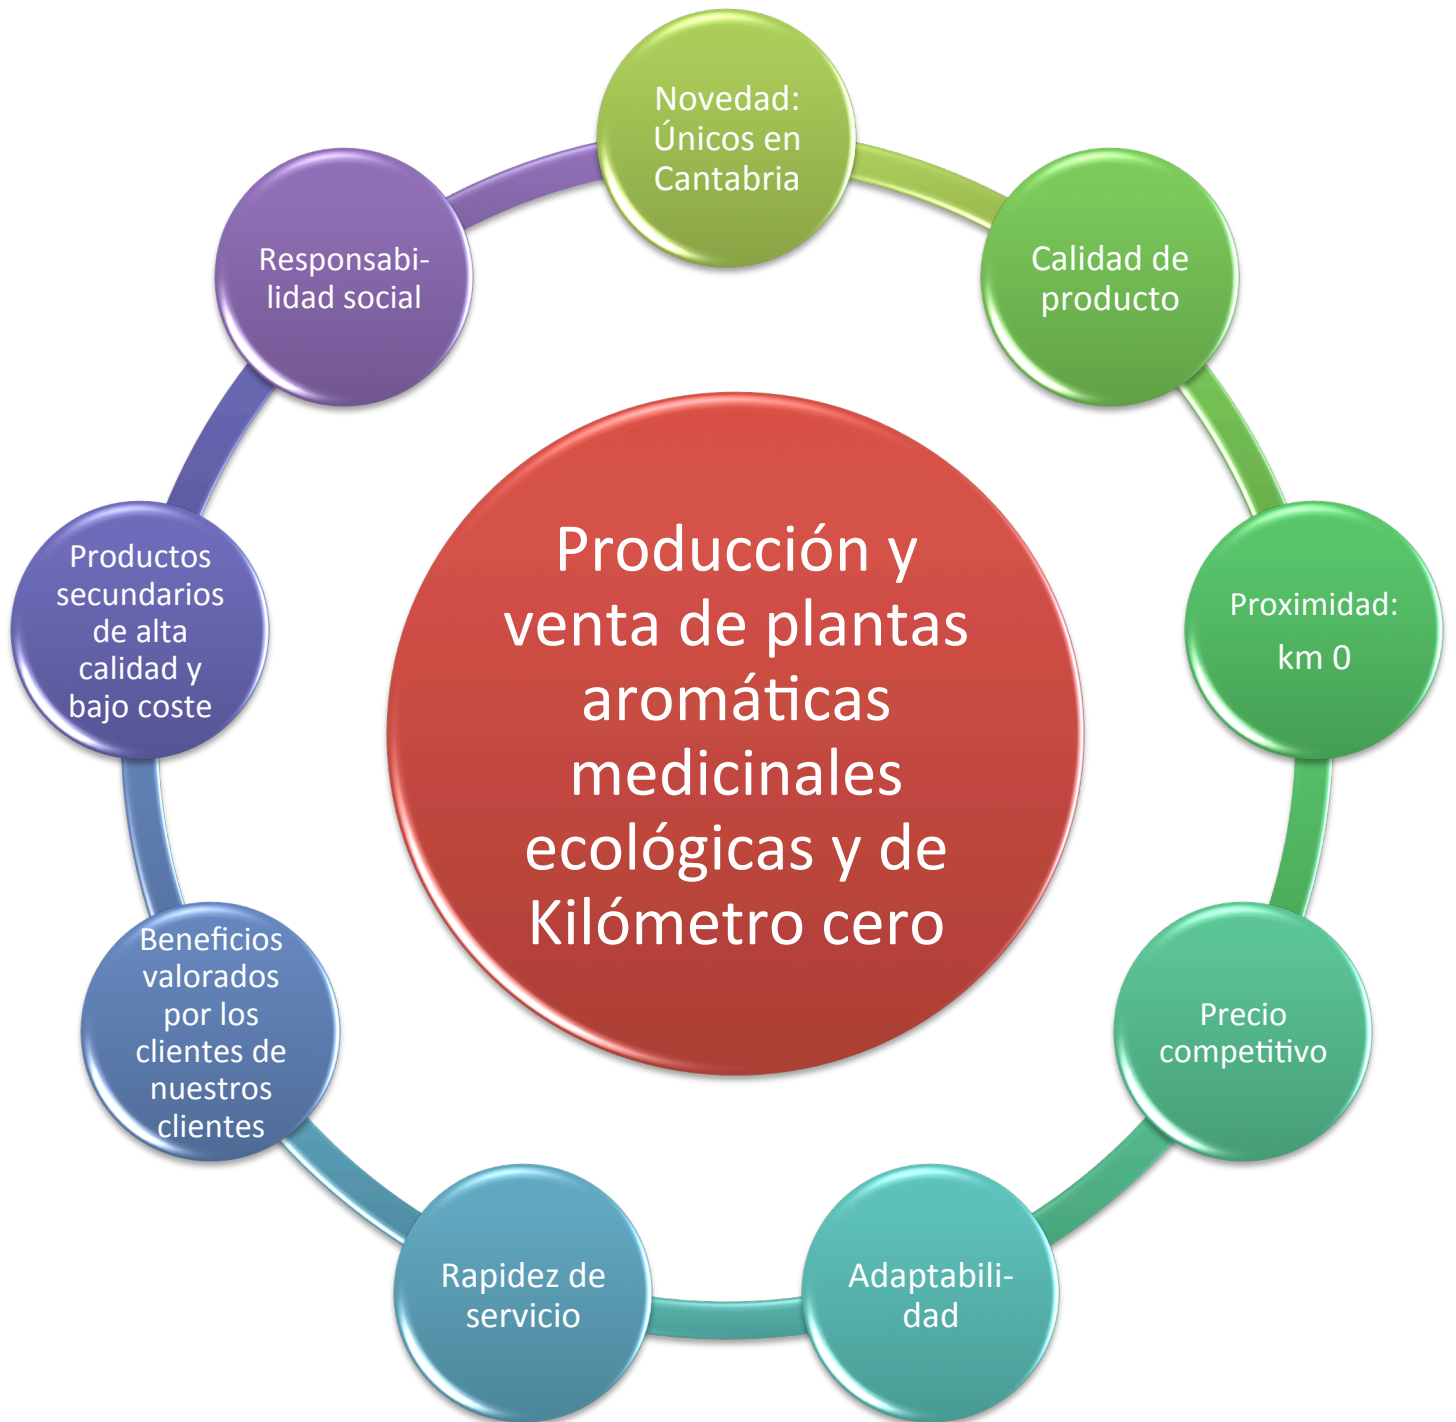 Novedad:
Únicos en
Cantabria
Calidad de
producto
Proximidad:
km 0
Precio
competitivo
Adaptabili-
dad
Rapidez de
servicio
Beneficios
valorados
por los
clientes de
nuestros
clientes
Productos
secundarios
de alta
calidad y
bajo coste
Responsabi-
lidad social
Producción y
venta de plantas
aromáticas
medicinales
ecológicas y de
Kilómetro cero